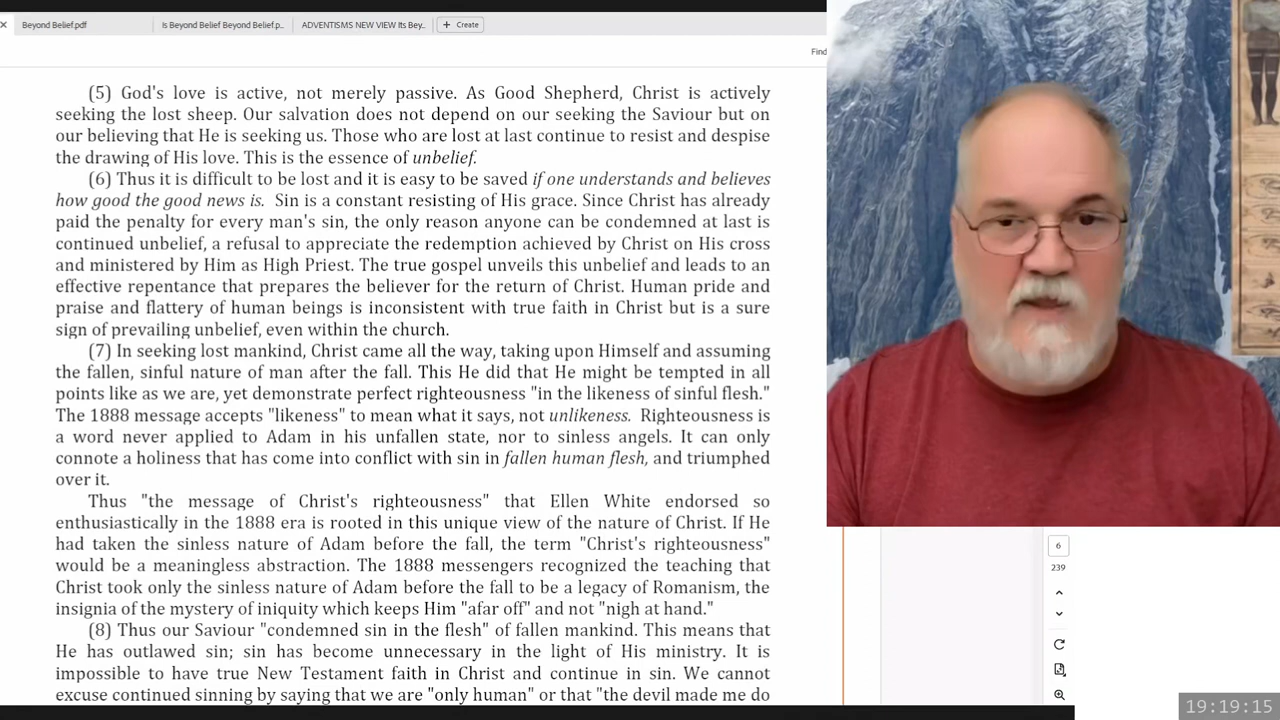 Beyond Belief.pdf
Is Beyond Belief Beyond Belief.p..
ADVENTISMS NEW VIEW Its Bey..
Create
Find
(5) God's love is active, not merely passive. As Good Shepherd, Christ is actively
seeking the lost sheep. Our salvation does not depend on our seeking the Saviour but on
our believing that He is seeking us. Those who are lost at last continue to resist and despise
the drawing of His love. This is the essence of unbelief.
(6) Thus it is difficult to be lost and it is easy to be saved if one understands and believes
how good the good news is. Sin is a constant resisting of His grace. Since Christ has already
paid the penalty for every man's sin, the only reason anyone can be condemned at last is
continued unbelief, a refusal to appreciate the redemption achieved by Christ on His cross
and ministered by Him as High Priest. The true gospel unveils this unbelief and leads to an
effective repentance that prepares the believer for the return of Christ. Human pride and
praise and flattery of human beings is inconsistent with true faith in Christ but is a sure
sign of prevailing unbelief, even within the church.
(7) In seeking lost mankind, Christ came all the way, taking upon Himself and assuming
the fallen, sinful nature of man after the fall. This He did that He might be tempted in all
points like as we are, yet demonstrate perfect righteousness "in the likeness of sinful flesh."
The 1888 message accepts "likeness" to mean what it says, not unlikeness. Righteousness is
a word never applied to Adam in his unfallen state, nor to sinless angels. It can only
connote a holiness that has come into conflict with sin in fallen human flesh, and triumphed
over it.
Thus "the message of Christ's righteousness" that Ellen White endorsed so
enthusiastically in the 1888 era is rooted in this unique view of the nature of Christ. If He
had taken the sinless nature of Adam before the fall, the term "Christ's righteousness"
would be a meaningless abstraction. The 1888 messengers recognized the teaching that
Christ took only the sinless nature of Adam before the fall to be a legacy of Romanism, the
insignia of the mystery of iniquity which keeps Him "afar off" and not "nigh at hand."
(8) Thus our Saviour "condemned sin in the flesh" of fallen mankind. This means that
He has outlawed sin; sin has become unnecessary in the light of His ministry. It is
impossible to have true New Testament faith in Christ and continue in sin. We cannot
excuse continued sinning by saying that we are "only human" or that "the devil made me do
6
239
19:19:15